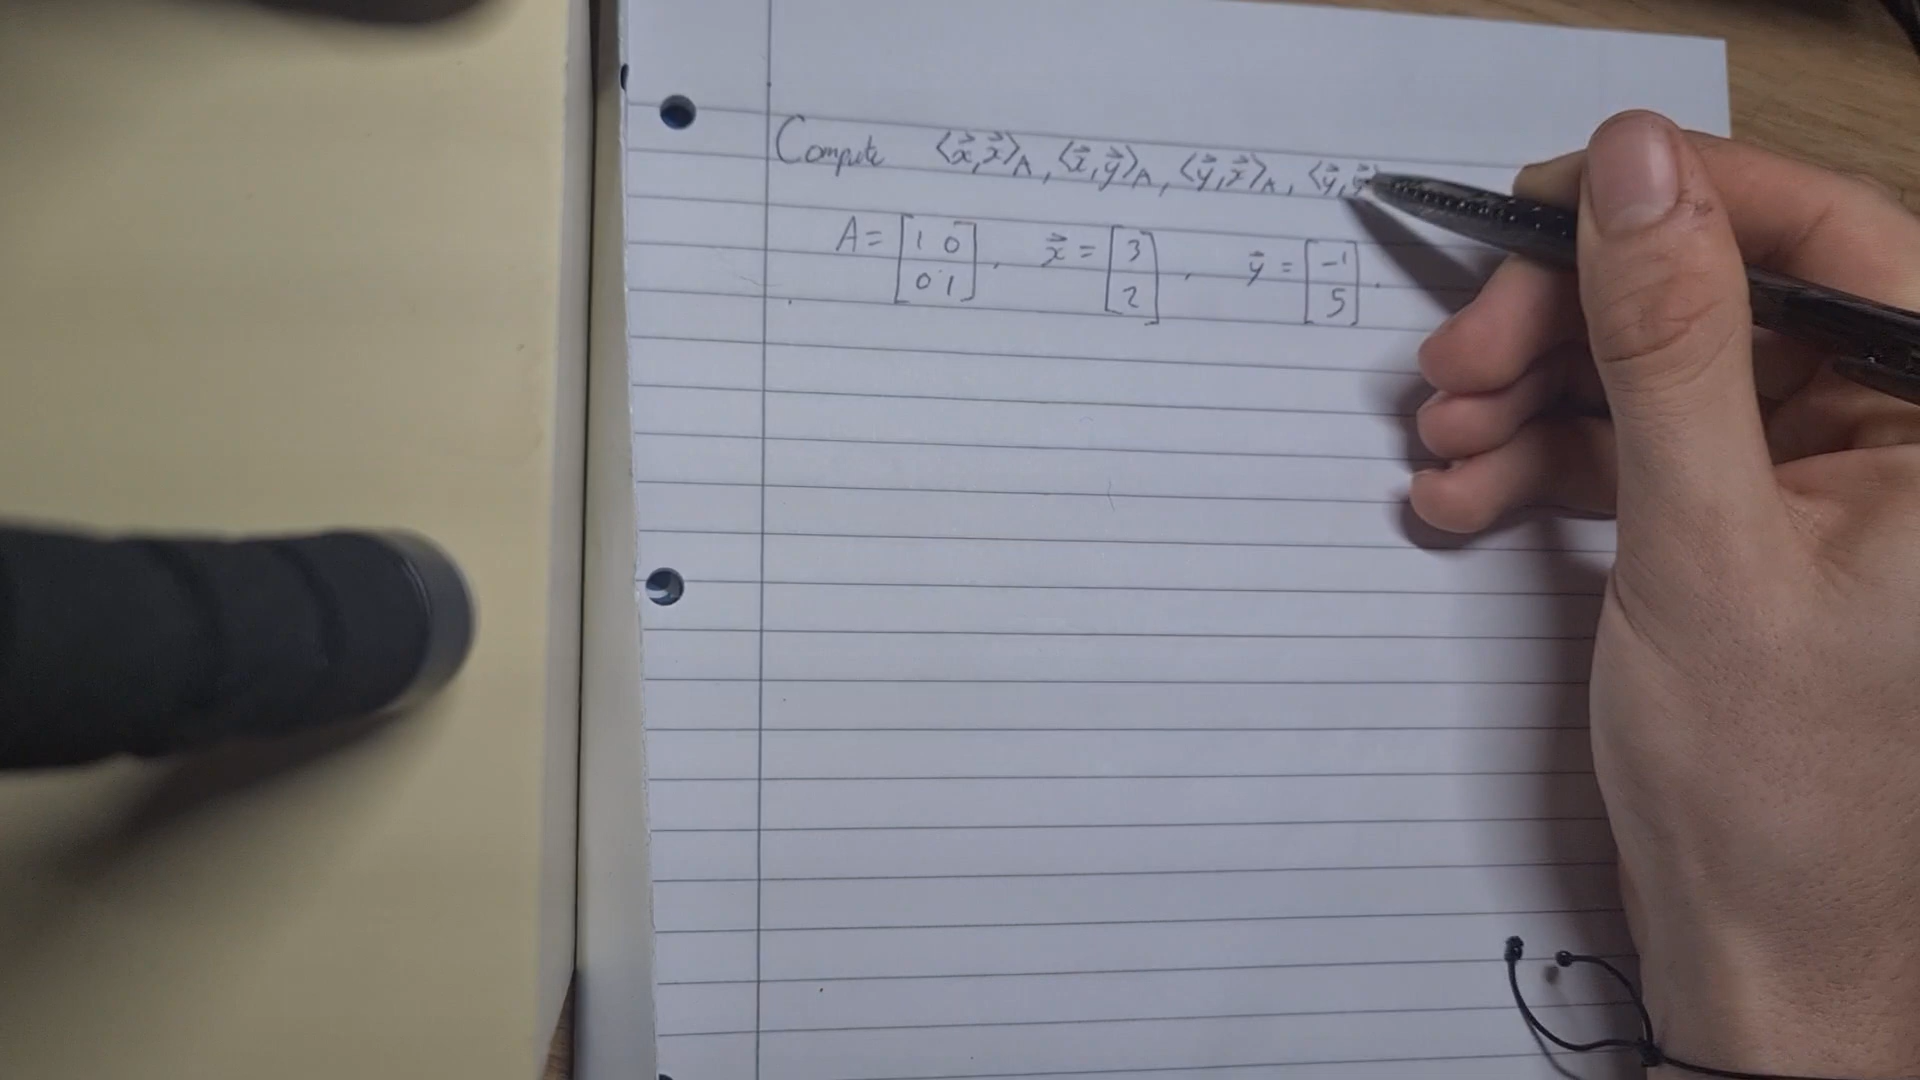 Compute ⟨x⃗,x⃗⟩_A, ⟨x⃗,y⃗⟩_A, ⟨y⃗,x⃗⟩_A, ⟨y⃗,y⃗⟩
A = [1 0; 0 1], x⃗ = [3; 2], y⃗ = [-1; 5].